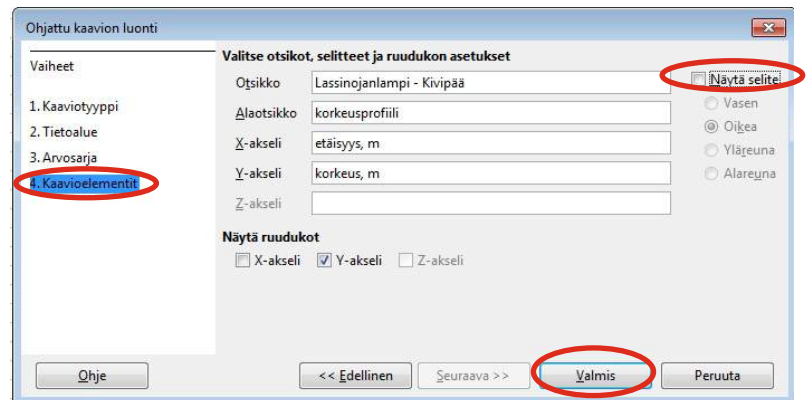 Ohjattu kaavion luonti
Vaiheet
1. Kaaviotyyppi
2. Tietoalue
3. Arvosarja
4. Kaavioelementit
Valitse otsikot, selitteet ja ruudukon asetukset
Otsikko Lassinojanlampi - Kivipää
Alaotsikko korkeusprofiili
X-akseli etäisyys, m
Y-akseli korkeus, m
Z-akseli
Näytä selite
Vasen
Oikea
Yläreuna
Alareuna
Näytä ruudukot
X-akseli Y-akseli Z-akseli
Ohje << Edellinen Seuraava >> Valmis Peruuta